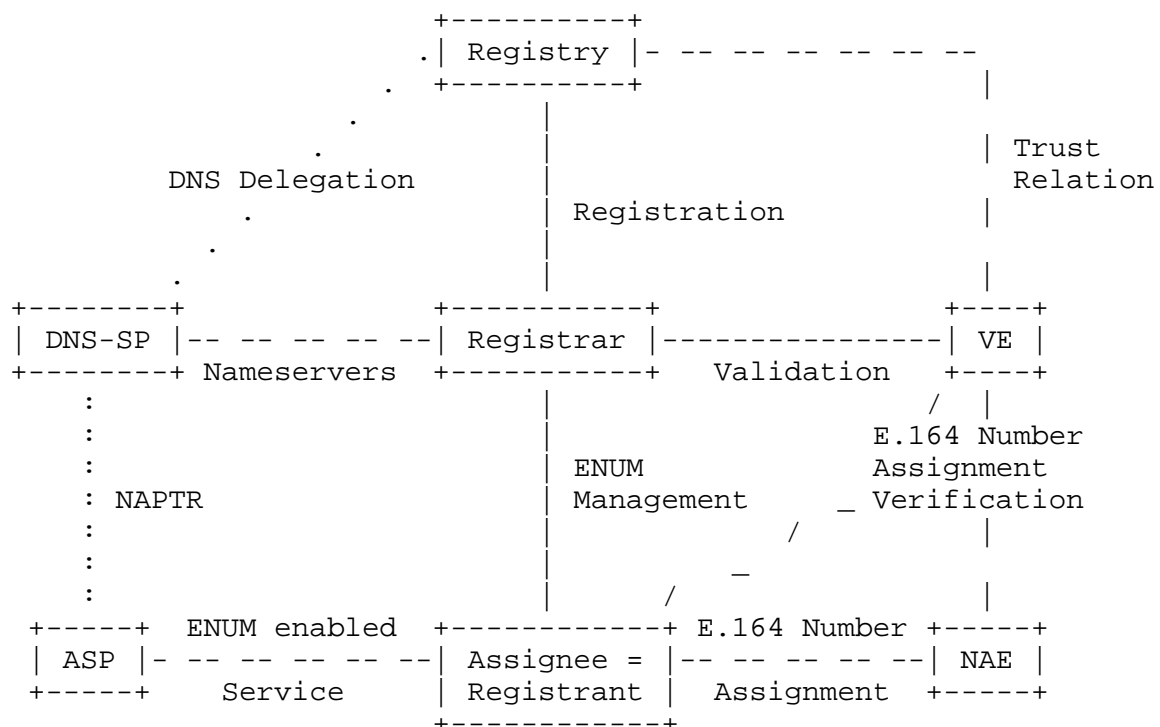 Registry
Trust
DNS Delegation Relation
Registration
DNS-SP Registrar VE
Nameservers Validation
E.164 Number
ENUM Assignment
NAPTR Management Verification
ENUM enabled E.164 Number
ASP Assignee = NAE
Service Registrant Assignment